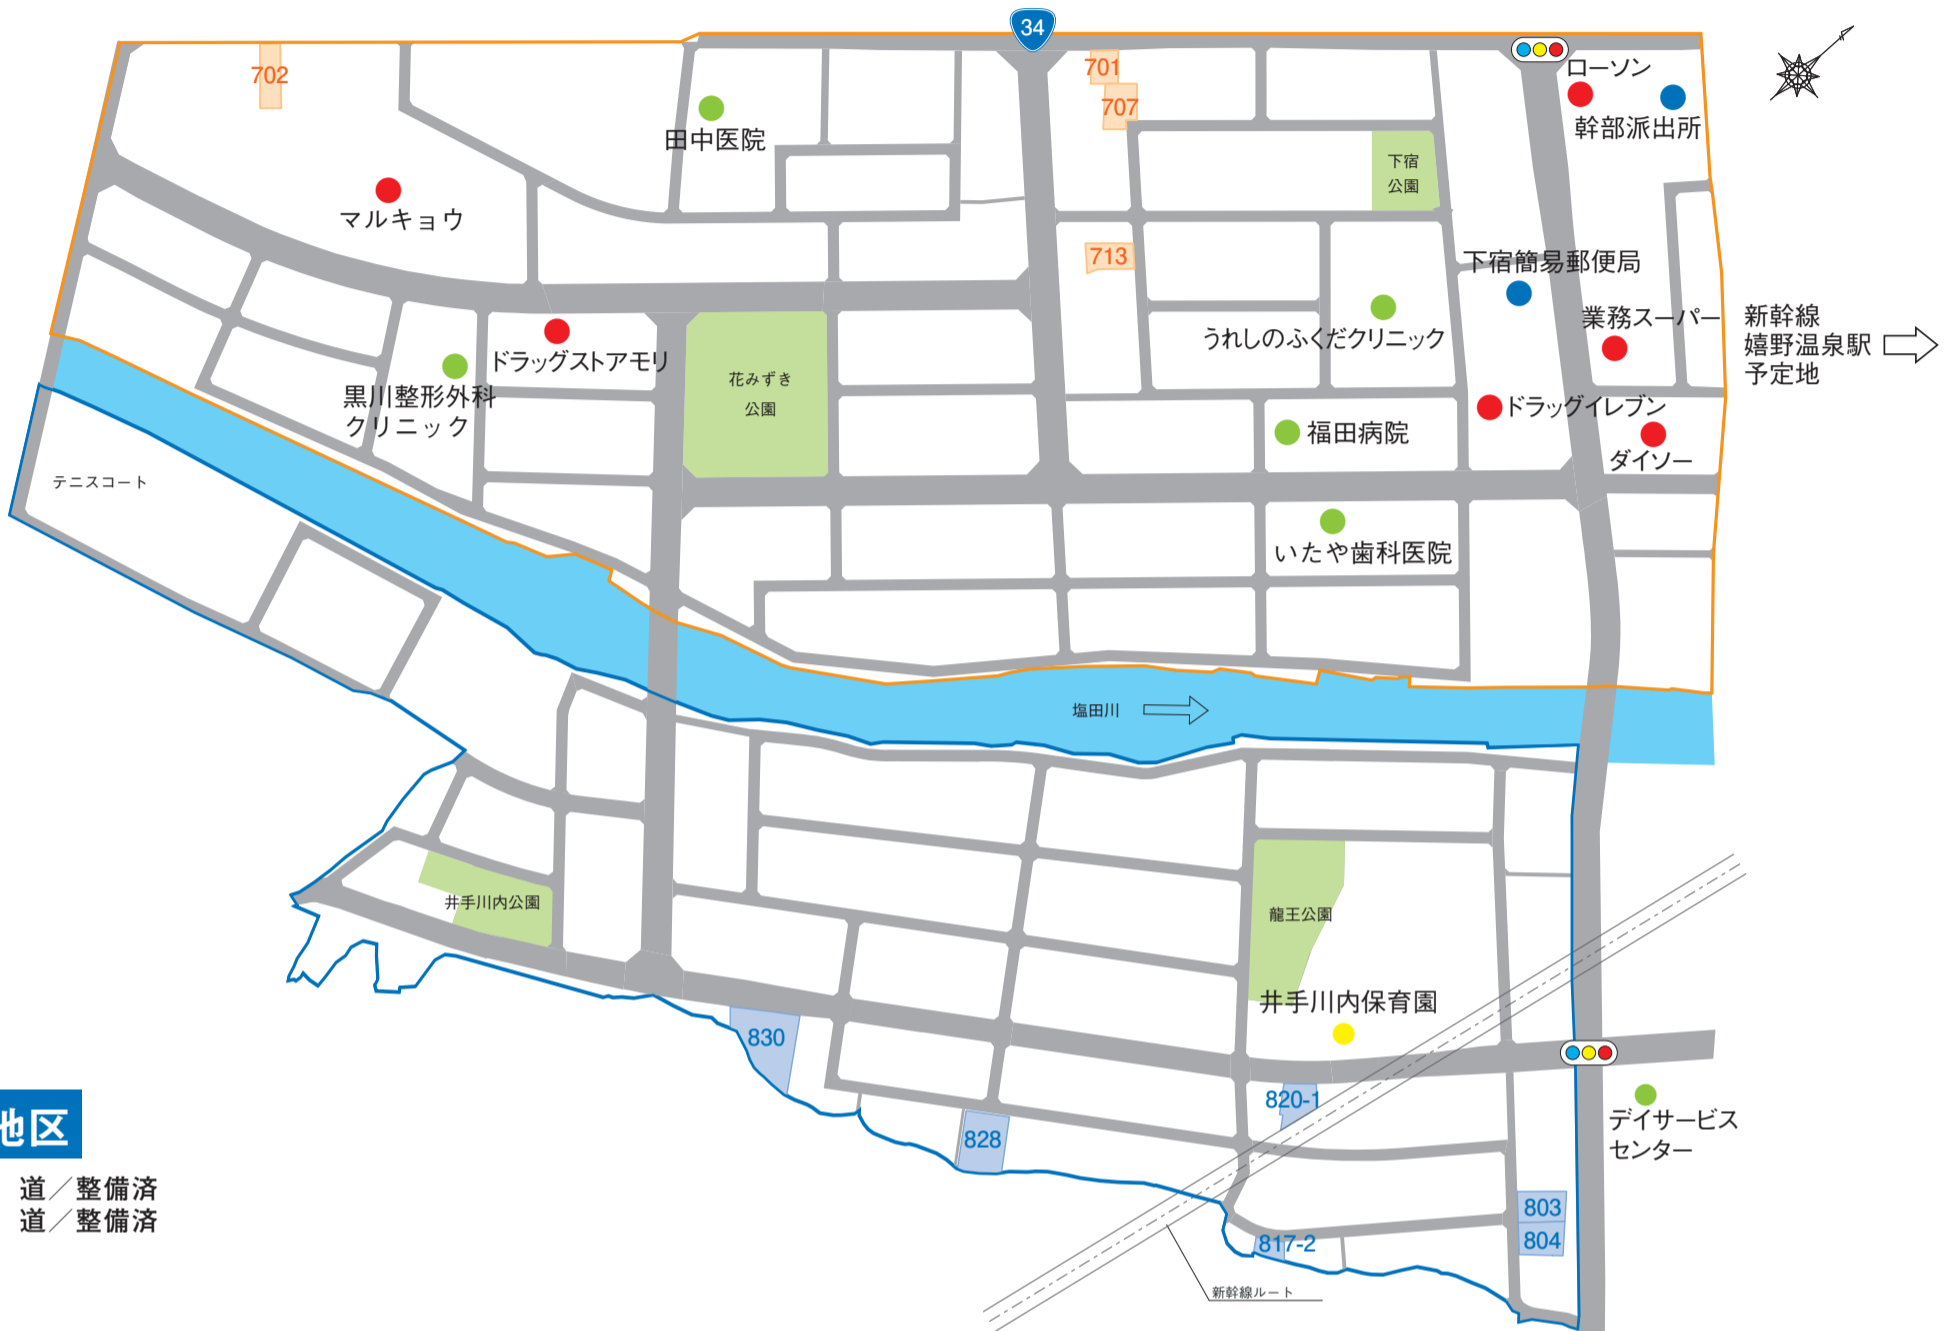 34
702
701
707
ローソン
幹部派出所
田中医院
下宿
公園
マルキョウ
713
下宿簡易郵便局
業務スーパー
新幹線
嬉野温泉駅
予定地
うれしのふくだクリニック
ドラッグストアモリ
黒川整形外科
クリニック
花みずき
公園
ドラッグイレブン
福田病院
ダイソー
テニスコート
いたや歯科医院
塩田川
井手川内公園
龍王公園
井手川内保育園
830
820-1
828
デイサービス
センター
地区
道／整備済
道／整備済
803
804
817-2
新幹線ルート